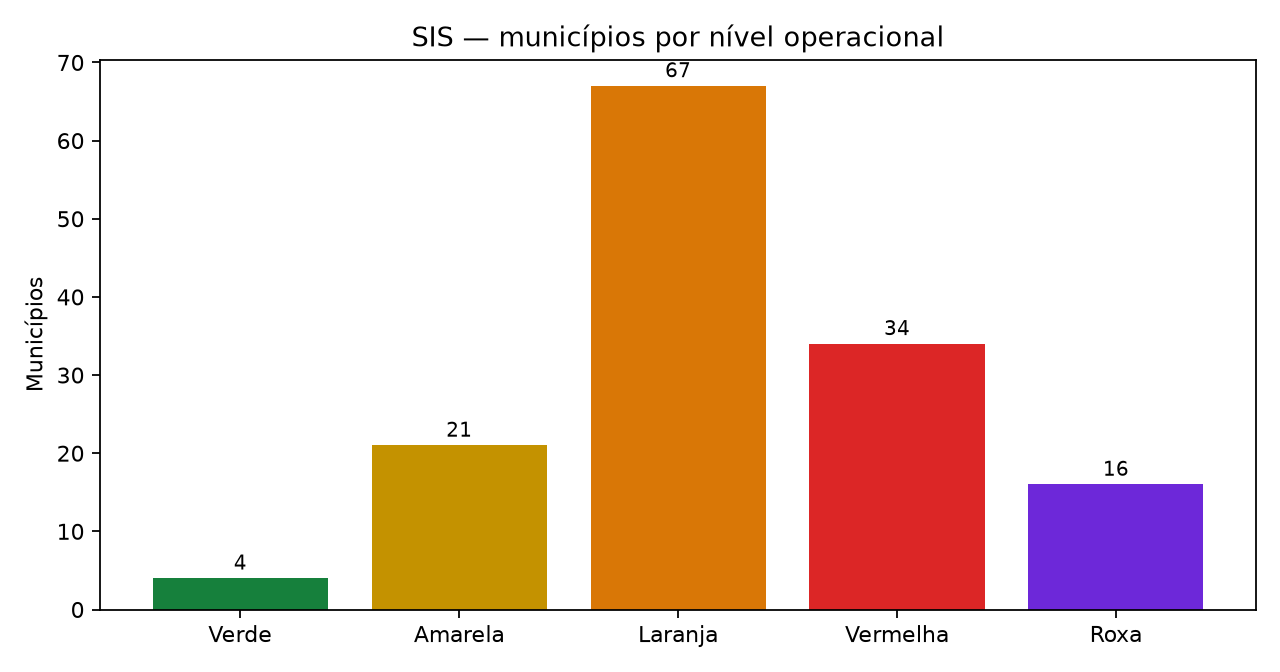 SIS — municípios por nível operacional
Municípios
70
60
50
40
30
20
10
0
4
21
67
34
16
Verde
Amarela
Laranja
Vermelha
Roxa